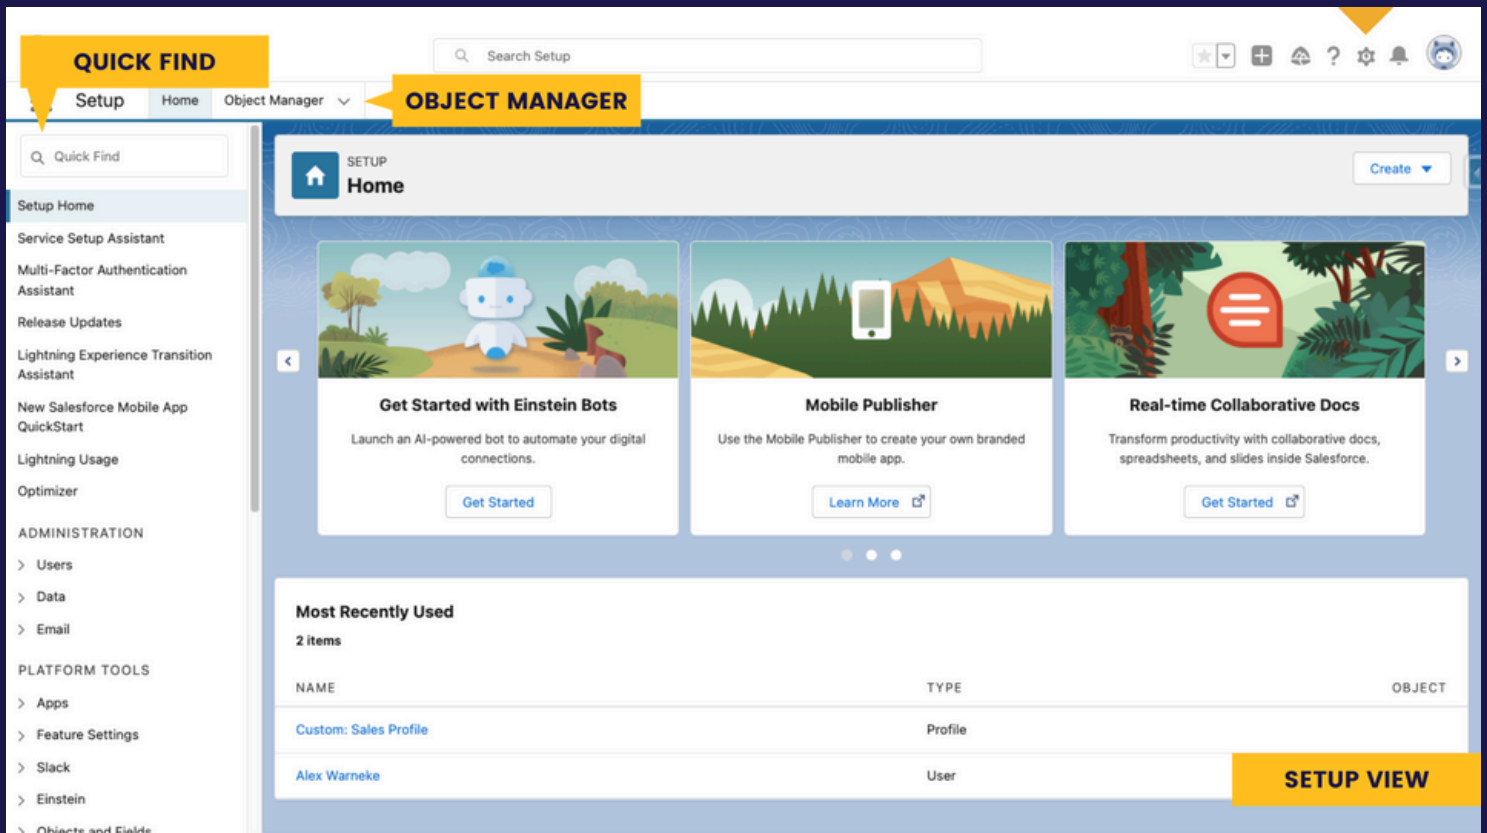 QUICK FIND
Search Setup
Setup
Home
Object Manager
OBJECT MANAGER
Quick Find
Setup Home
Service Setup Assistant
Multi-Factor Authentication
Assistant
Release Updates
Lightning Experience Transition
Assistant
New Salesforce Mobile App
QuickStart
Lightning Usage
Optimizer
ADMINISTRATION
Users
Data
Email
PLATFORM TOOLS
Apps
Feature Settings
Slack
Einstein
Objects and Fields
SETUP
Home
Create
Get Started with Einstein Bots
Launch an AI-powered bot to automate your digital
connections.
Get Started
Mobile Publisher
Use the Mobile Publisher to create your own branded
mobile app.
Learn More
Real-time Collaborative Docs
Transform productivity with collaborative docs,
spreadsheets, and slides inside Salesforce.
Get Started
Most Recently Used
2 items
NAME TYPE OBJECT
Custom: Sales Profile Profile
Alex Warneke User
SETUP VIEW